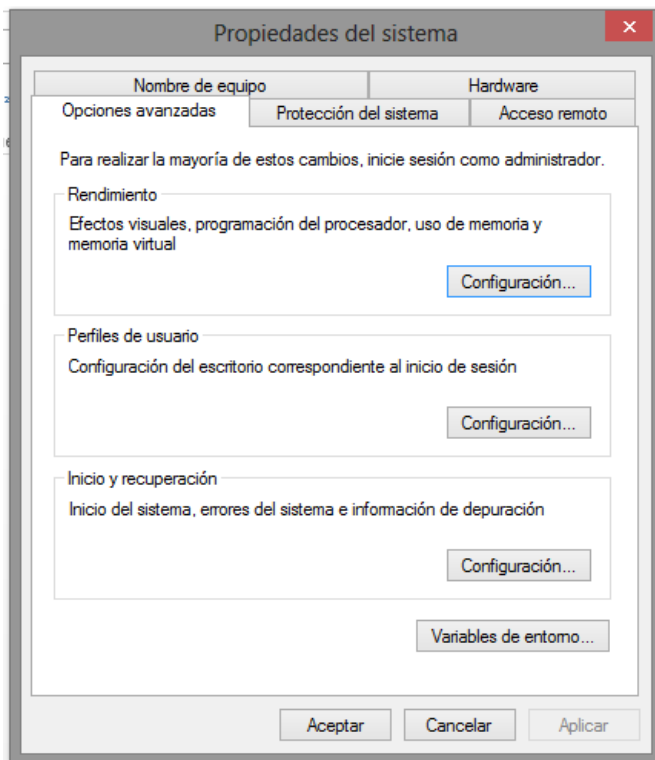 Propiedades del sistema
Nombre de equipo
Hardware
Opciones avanzadas
Protección del sistema
Acceso remoto
Para realizar la mayoría de estos cambios, inicie sesión como administrador.
Rendimiento
Efectos visuales, programación del procesador, uso de memoria y
memoria virtual
Configuración...
Perfiles de usuario
Configuración del escritorio correspondiente al inicio de sesión
Configuración...
Inicio y recuperación
Inicio del sistema, errores del sistema e información de depuración
Configuración...
Variables de entorno...
Aceptar
Cancelar
Aplicar